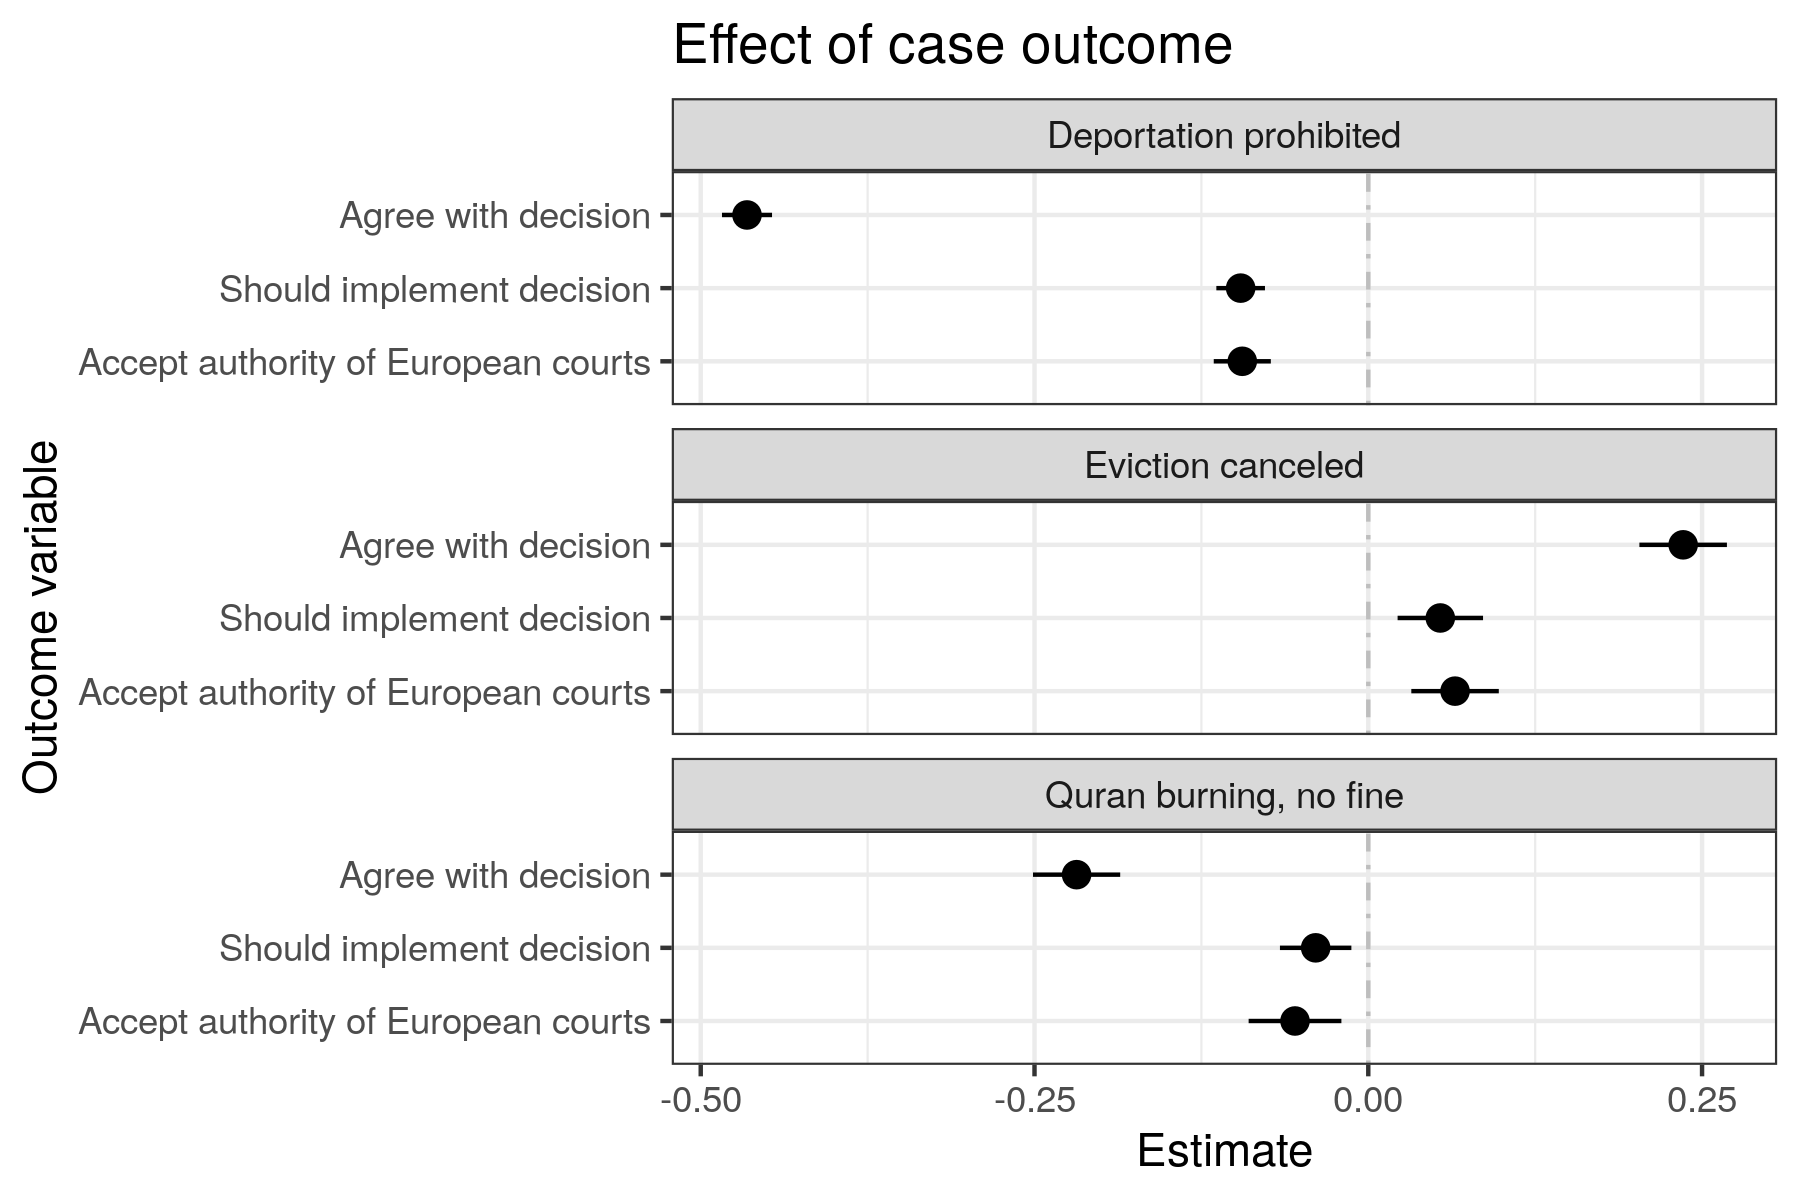 Effect of case outcome
Deportation prohibited
Agree with decision
Should implement decision
Accept authority of European courts
Eviction canceled
Agree with decision
Should implement decision
Accept authority of European courts
Quran burning, no fine
Agree with decision
Should implement decision
Accept authority of European courts
Outcome variable
-0.50 -0.25 0.00 0.25
Estimate